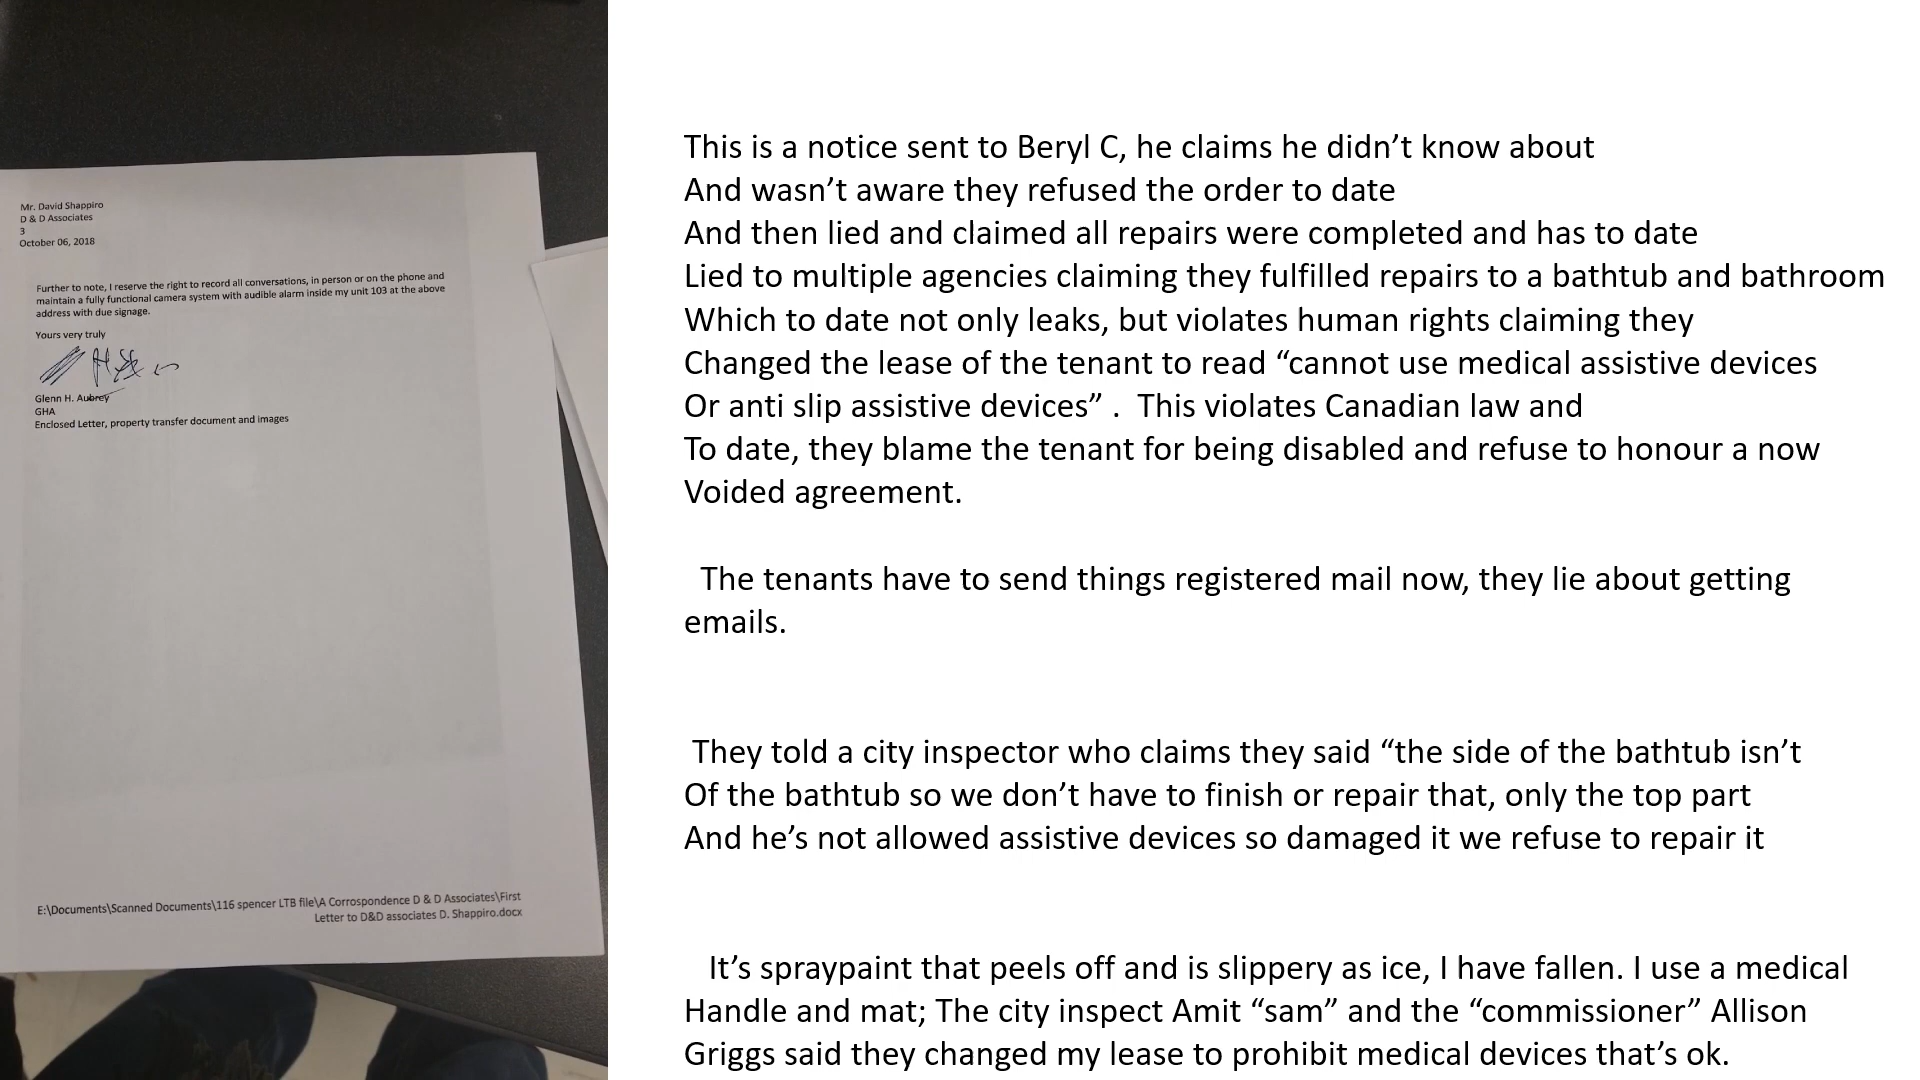 Mr. David Shappiro
D & D Associates
3
October 06, 2018
Further to note, I reserve the right to record all conversations, in person or on the phone and
maintain a fully functional camera system with audible alarm inside my unit 103 at the above
address with due signage.
Yours very truly
Glenn H. Aubrey
GHA
Enclosed Letter, property transfer document and images
E:\Documents\Scanned Documents\116 spencer LTB file\A Corrospondence D & D Associates\First
Letter to D&D associates D. Shappiro.docx
This is a notice sent to Beryl C, he claims he didn’t know about
And wasn’t aware they refused the order to date
And then lied and claimed all repairs were completed and has to date
Lied to multiple agencies claiming they fulfilled repairs to a bathtub and bathroom
Which to date not only leaks, but violates human rights claiming they
Changed the lease of the tenant to read “cannot use medical assistive devices
Or anti slip assistive devices” .  This violates Canadian law and
To date, they blame the tenant for being disabled and refuse to honour a now
Voided agreement.
The tenants have to send things registered mail now, they lie about getting
emails.
They told a city inspector who claims they said “the side of the bathtub isn’t
Of the bathtub so we don’t have to finish or repair that, only the top part
And he’s not allowed assistive devices so damaged it we refuse to repair it
It’s spraypaint that peels off and is slippery as ice, I have fallen. I use a medical
Handle and mat; The city inspect Amit “sam” and the “commissioner” Allison
Griggs said they changed my lease to prohibit medical devices that’s ok.